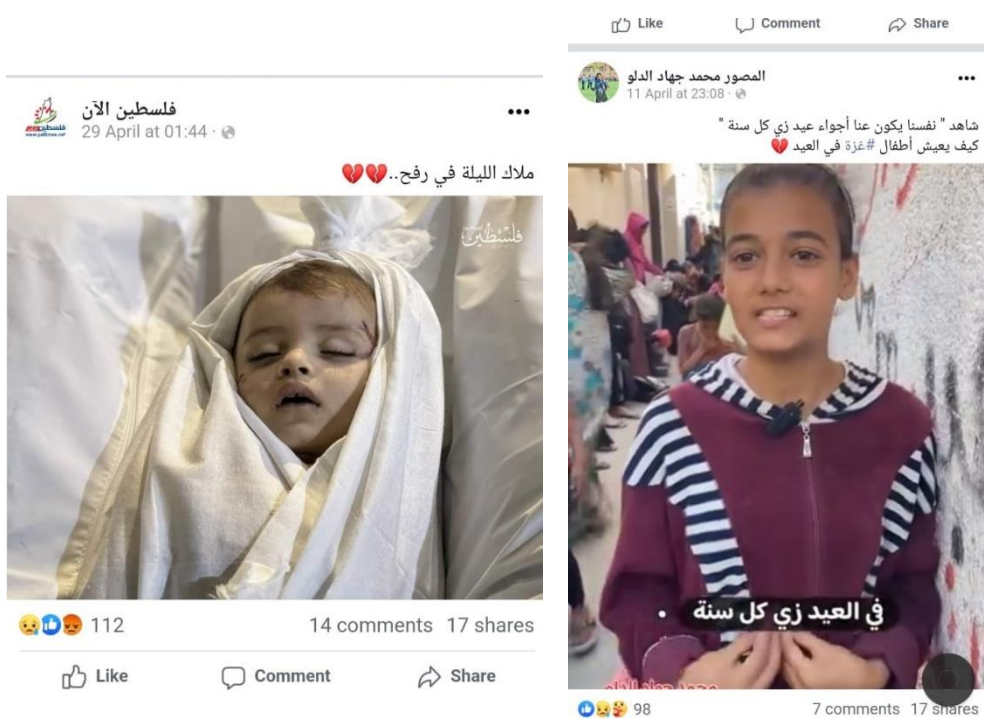 فلسطين الآن
29 April at 01:44 ·
ملاك الليلة في رفح..💔💔
فلسطين
112
14 comments 17 shares
Like Comment Share
Like Comment Share
المصور محمد جهاد الدلو
11 April at 23:08 ·
شاهد " نفسنا يكون عنا أجواء عيد زي كل سنة "
كيف يعيش أطفال #غزة في العيد 💔
في العيد زي كل سنة .
محمد جهاد الدلو
98
7 comments 17 shares